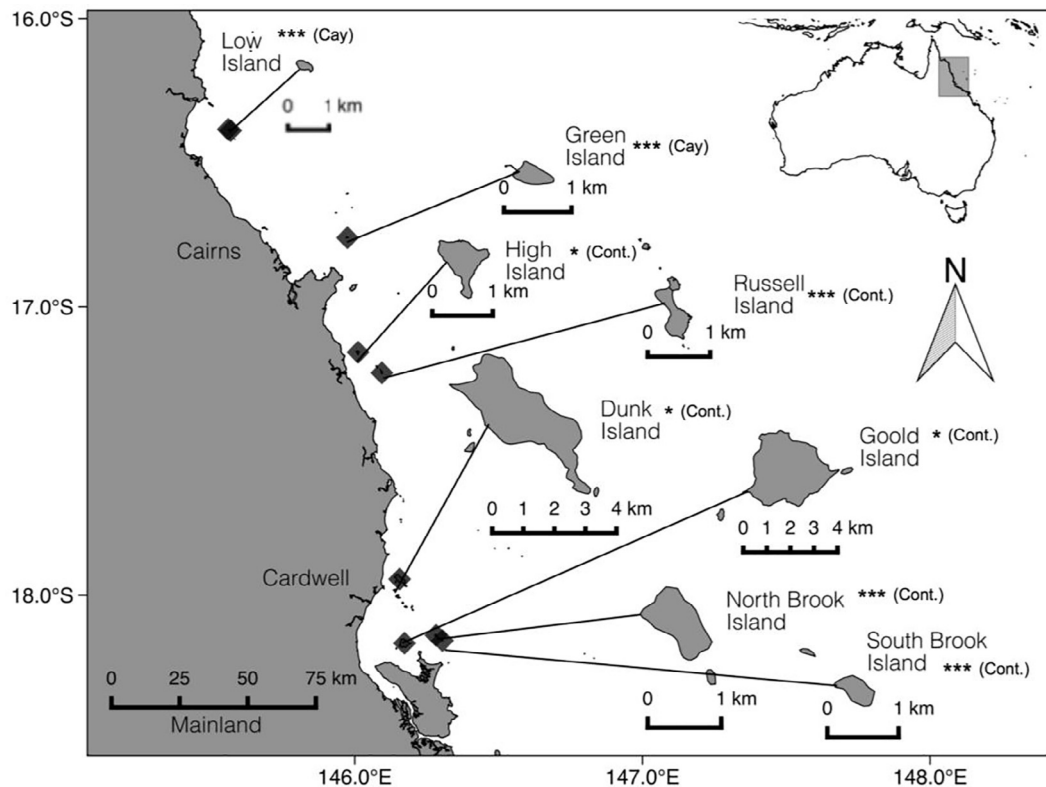 16.0°S
Low *** (Cay)
Island
0 1 km
Green
Island *** (Cay)
0 1 km
Cairns
High * (Cont.)
Island
0 1 km
Russell
Island *** (Cont.)
0 1 km
N
17.0°S
Dunk * (Cont.)
Island
0 1 2 3 4 km
Goold * (Cont.)
Island
0 1 2 3 4 km
Cardwell
18.0°S
North Brook *** (Cont.)
Island
0 1 km
South Brook
Island *** (Cont.)
0 1 km
0 25 50 75 km
Mainland
146.0°E 147.0°E 148.0°E